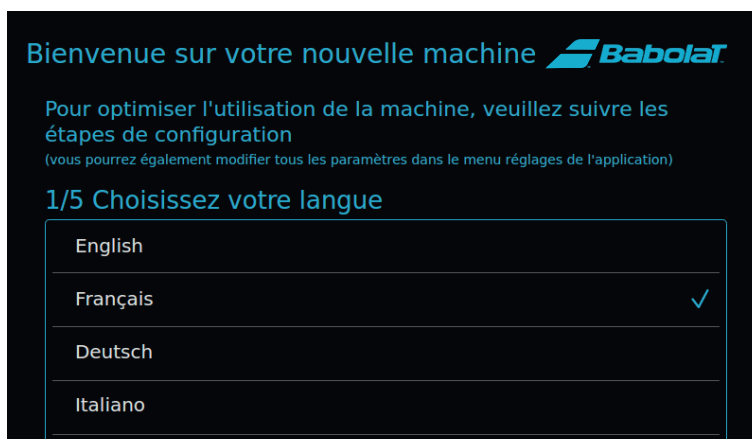 Bienvenue sur votre nouvelle machine Babolat
Pour optimiser l'utilisation de la machine, veuillez suivre les
étapes de configuration
(vous pourrez également modifier tous les paramètres dans le menu réglages de l'application)
1/5 Choisissez votre langue
English
Français
Deutsch
Italiano